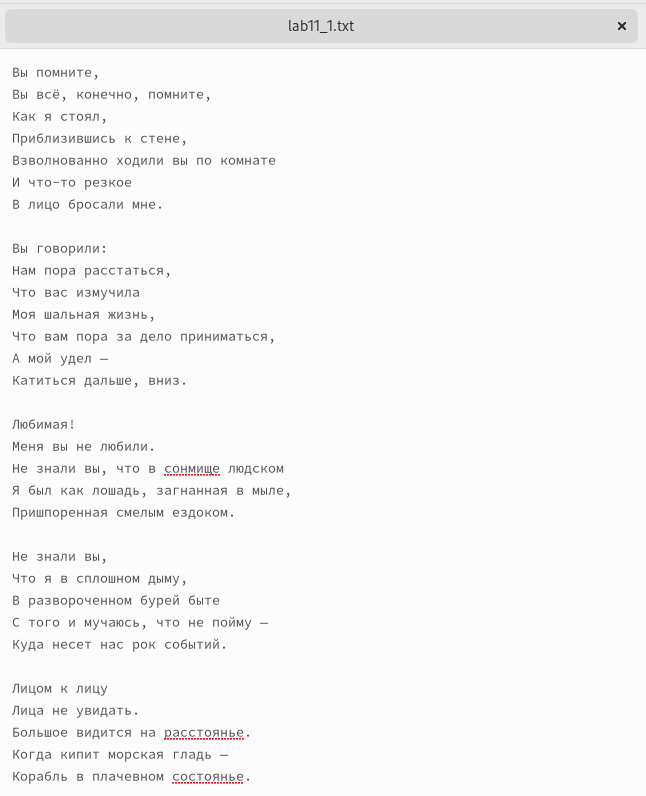 lab11_1.txt
Вы помните,
Вы всё, конечно, помните,
Как я стоял,
Приблизившись к стене,
Взволнованно ходили вы по комнате
И что-то резкое
В лицо бросали мне.

Вы говорили:
Нам пора расстаться,
Что вас измучила
Моя шальная жизнь,
Что вам пора за дело приниматься,
А мой удел –
Катиться дальше, вниз.

Любимая!
Меня вы не любили.
Не знали вы, что в сонмище людском
Я был как лошадь, загнанная в мыле,
Пришпоренная смелым ездоком.

Не знали вы,
Что я в сплошном дыму,
В развороченном бурей быте
С того и мучаюсь, что не пойму –
Куда несет нас рок событий.

Лицом к лицу
Лица не увидать.
Большое видится на расстоянье.
Когда кипит морская гладь –
Корабль в плачевном состоянье.